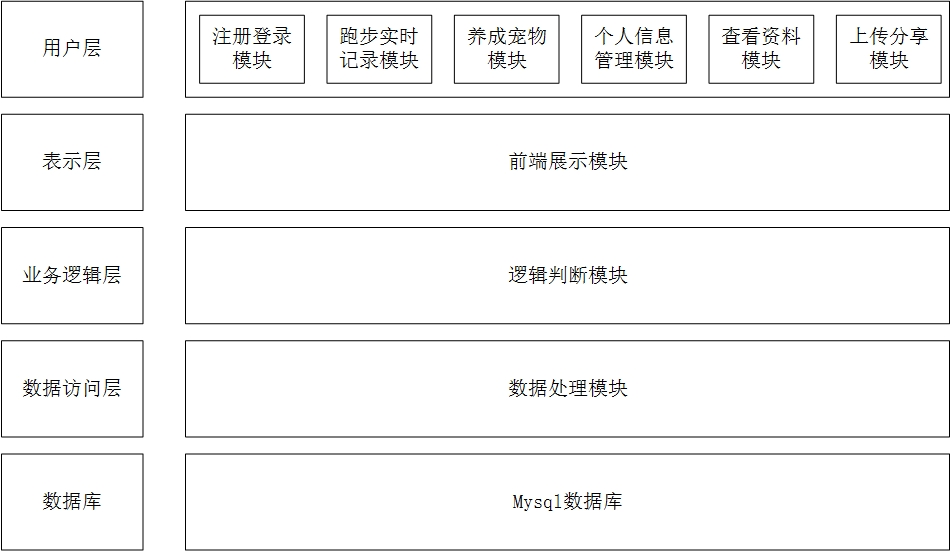 用户层
注册登录
模块
跑步实时
记录模块
养成宠物
模块
个人信息
管理模块
查看资料
模块
上传分享
模块
表示层
前端展示模块
业务逻辑层
逻辑判断模块
数据访问层
数据处理模块
数据库
Mysql数据库